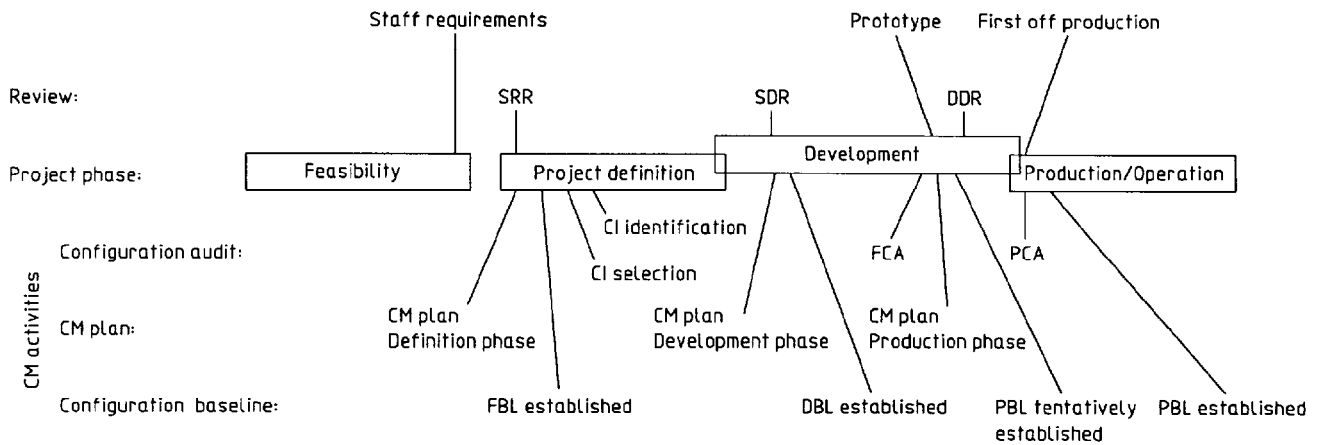 Staff requirements
Prototype
First off production
Review:
SRR
SDR
DDR
Project phase:
Feasibility
Project definition
Development
Production/Operation
CM activities
CI identification
Configuration audit:
FCA
PCA
CI selection
CM plan:
CM plan
Definition phase
CM plan
Development phase
CM plan
Production phase
Configuration baseline:
FBL established
DBL established
PBL tentatively
established
PBL established